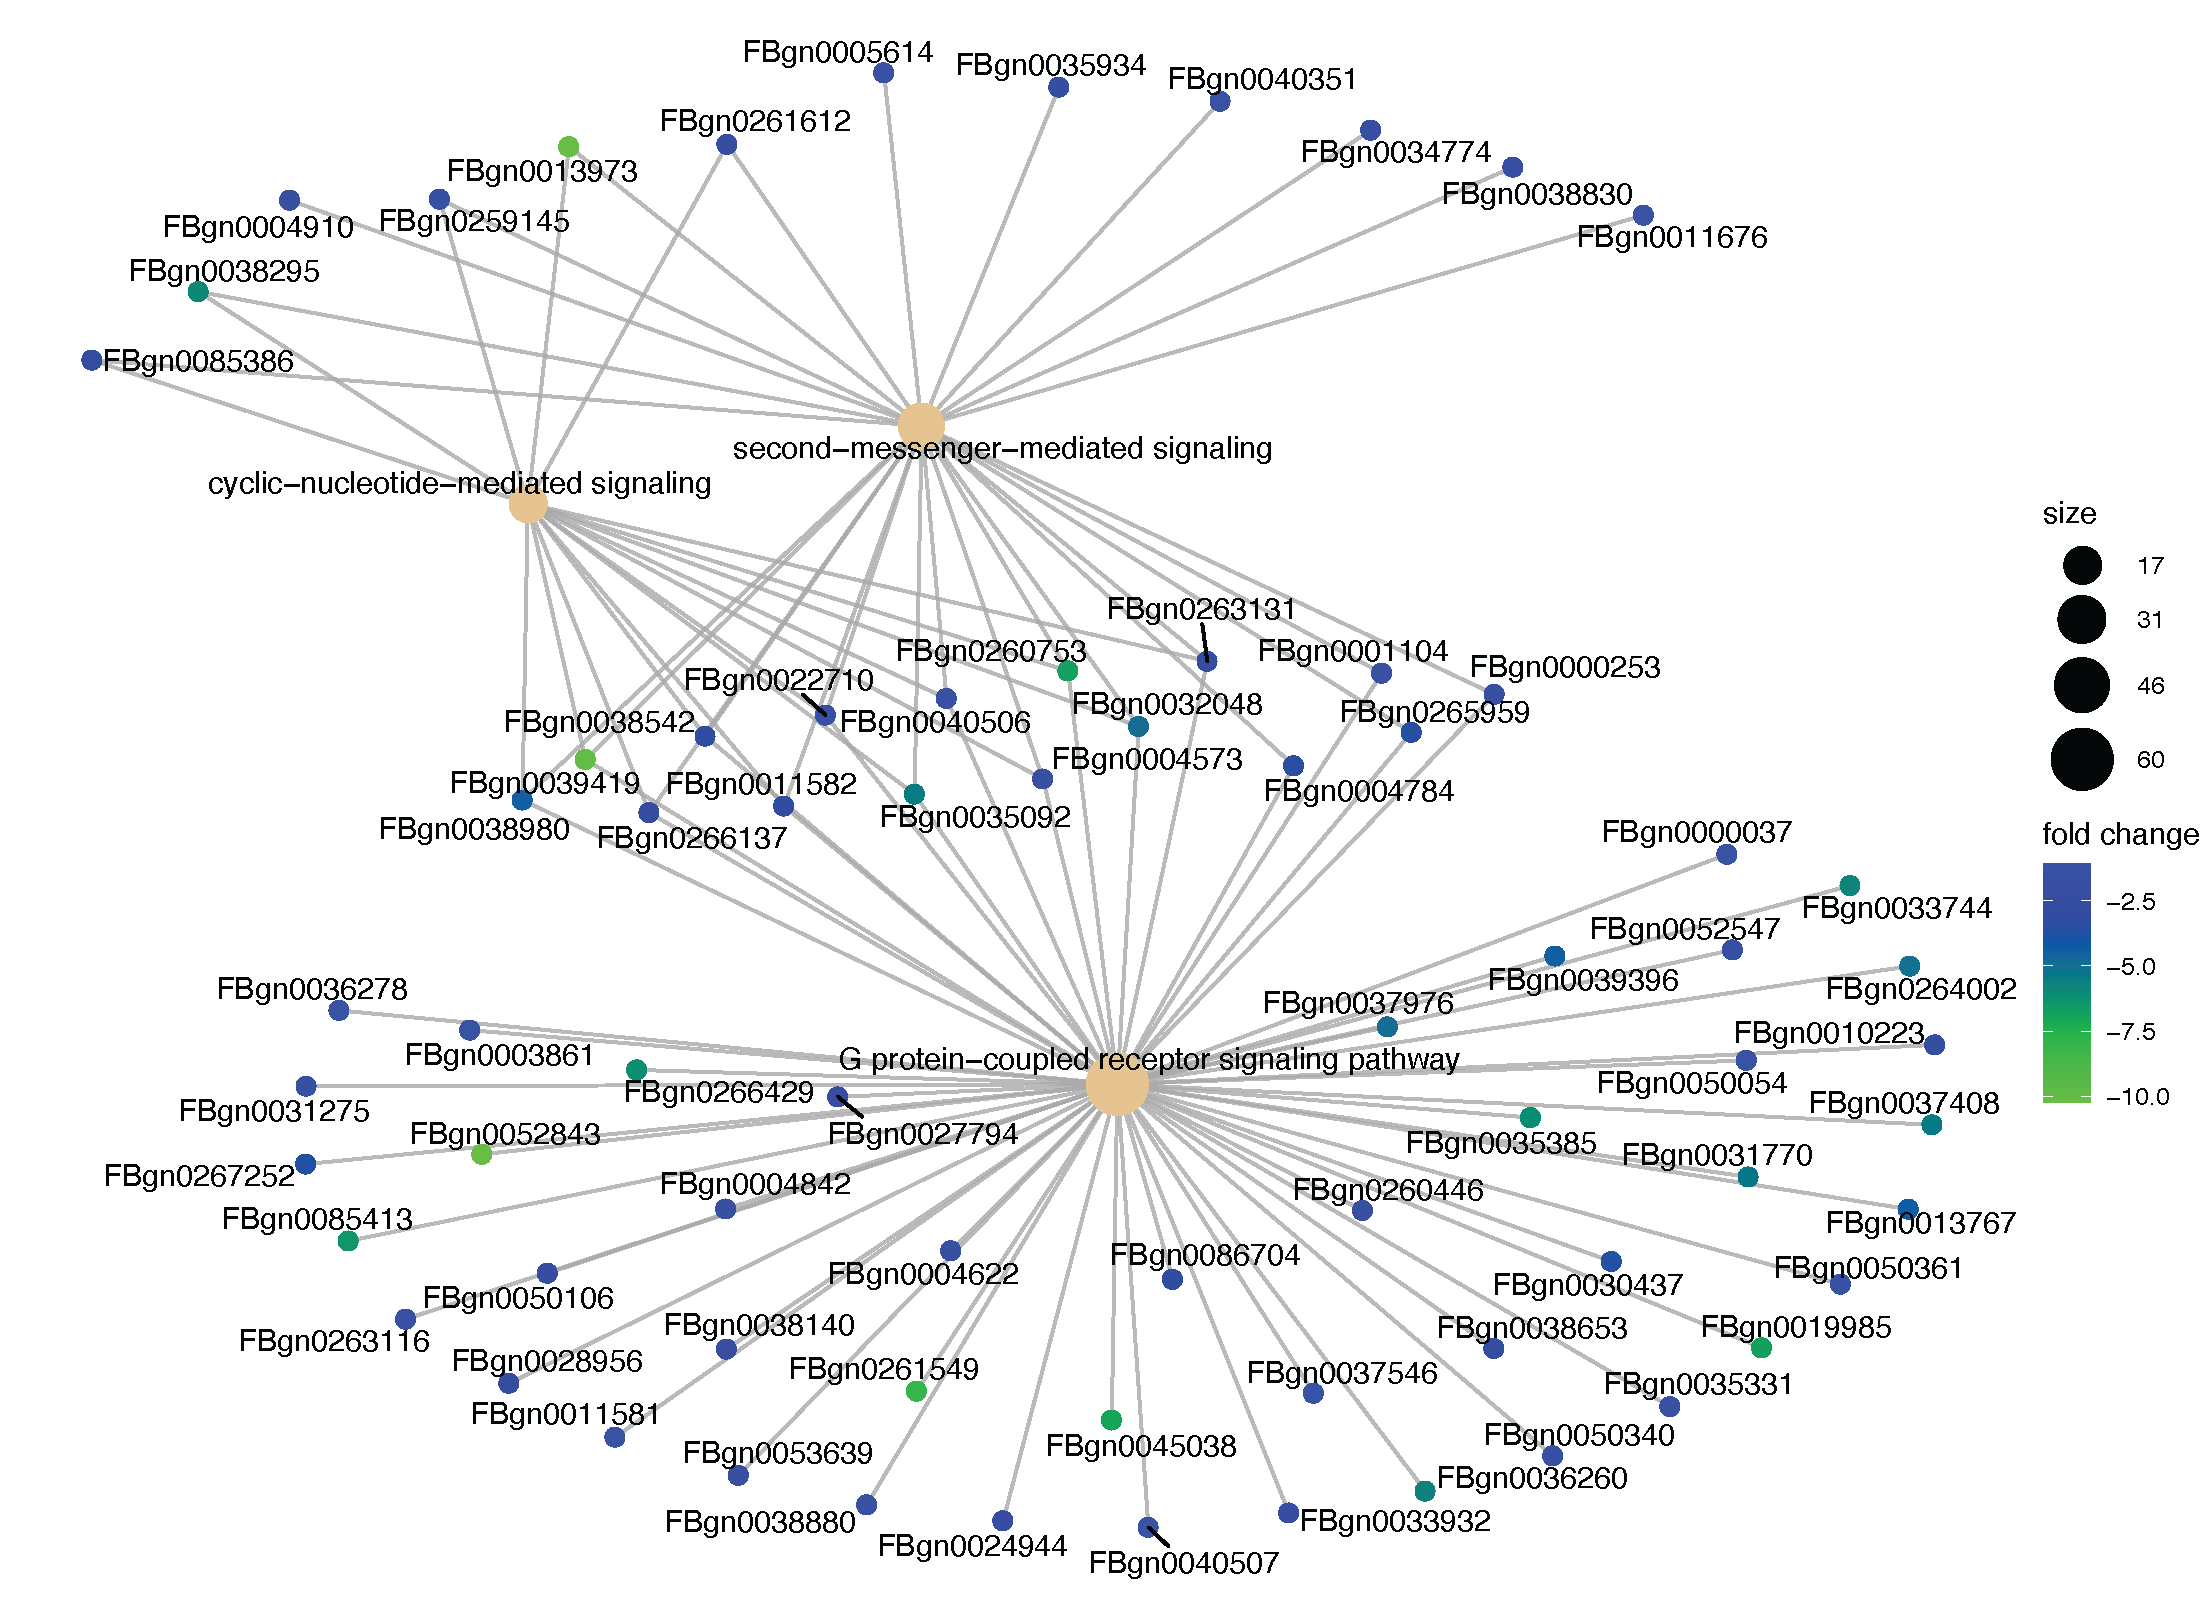 FBgn0005614
FBgn0035934
FBgn0040351
FBgn0261612
FBgn0034774
FBgn0013973
FBgn0038830
FBgn0004910
FBgn0259145
FBgn0011676
FBgn0038295
FBgn0085386
second−messenger−mediated signaling
cyclic−nucleotide−mediated signaling
FBgn0263131
FBgn0260753
FBgn0001104
FBgn0000253
FBgn0022710
FBgn0032048
FBgn0265959
FBgn0038542
FBgn0040506
FBgn0004573
FBgn0039419
FBgn0011582
FBgn0004784
FBgn0035092
FBgn0038980
FBgn0266137
FBgn0000037
FBgn0033744
FBgn0052547
FBgn0039396
FBgn0036278
FBgn0264002
FBgn0037976
FBgn0010223
FBgn0003861
G protein−coupled receptor signaling pathway
FBgn0050054
FBgn0266429
FBgn0031275
FBgn0037408
FBgn0052843
FBgn0027794
FBgn0035385
FBgn0031770
FBgn0267252
FBgn0004842
FBgn0260446
FBgn0085413
FBgn0013767
FBgn0086704
FBgn0004622
FBgn0050361
FBgn0030437
FBgn0050106
FBgn0263116
FBgn0038140
FBgn0038653
FBgn0019985
FBgn0028956
FBgn0261549
FBgn0037546
FBgn0035331
FBgn0011581
FBgn0050340
FBgn0053639
FBgn0045038
FBgn0036260
FBgn0038880
FBgn0033932
FBgn0024944
FBgn0040507
size
17
31
46
60
fold change
−2.5
−5.0
−7.5
−10.0